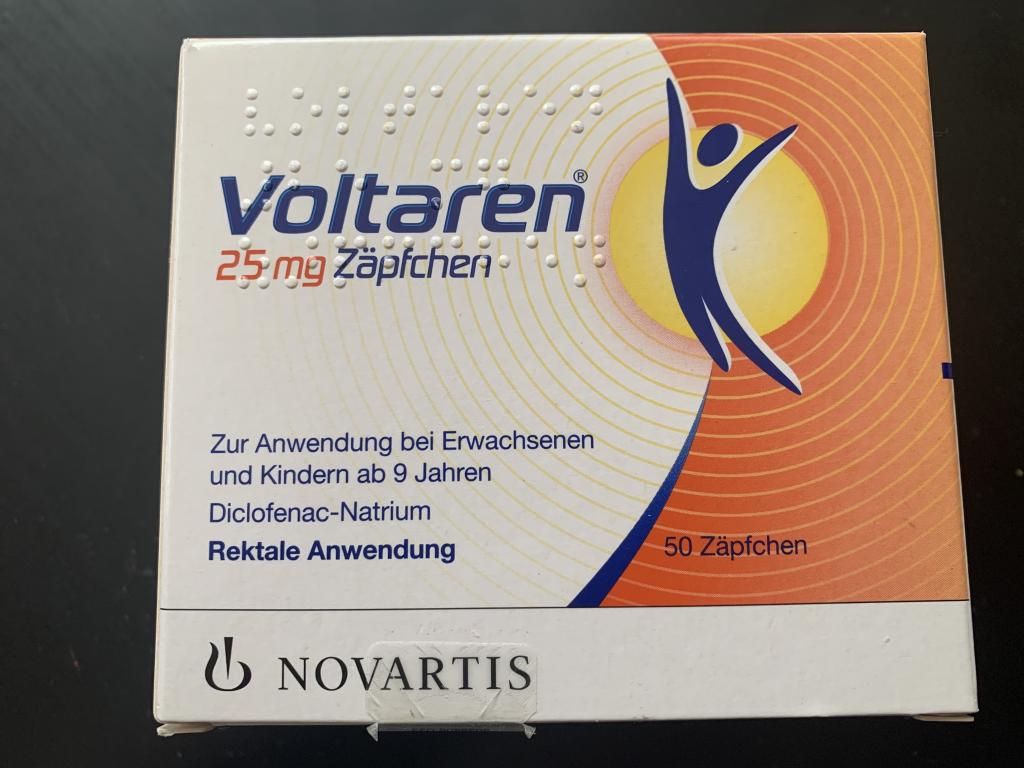 Voltaren®
25 mg Zäpfchen
Zur Anwendung bei Erwachsenen
und Kindern ab 9 Jahren
Diclofenac-Natrium
Rektale Anwendung
50 Zäpfchen
NOVARTIS